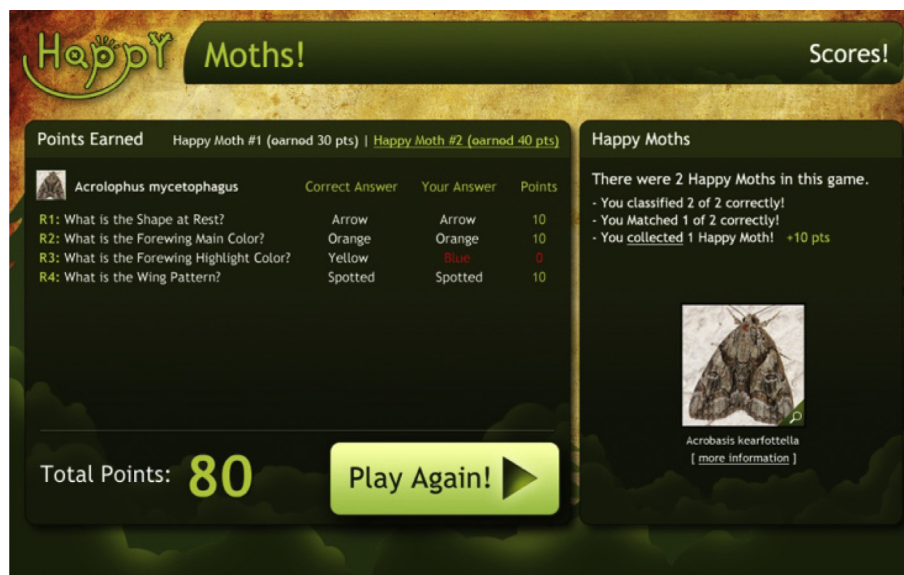 Happy Moths!
Scores!
Points Earned
Happy Moth #1 (earned 30 pts) | Happy Moth #2 (earned 40 pts)
Acrolophus mycetophagus Correct Answer Your Answer Points
R1: What is the Shape at Rest? Arrow Arrow 10
R2: What is the Forewing Main Color? Orange Orange 10
R3: What is the Forewing Highlight Color? Yellow Blue 0
R4: What is the Wing Pattern? Spotted Spotted 10
Total Points: 80
Play Again!
Happy Moths
There were 2 Happy Moths in this game.
- You classified 2 of 2 correctly!
- You Matched 1 of 2 correctly!
- You collected 1 Happy Moth! +10 pts
Acrobasis kearfottella
[ more information ]